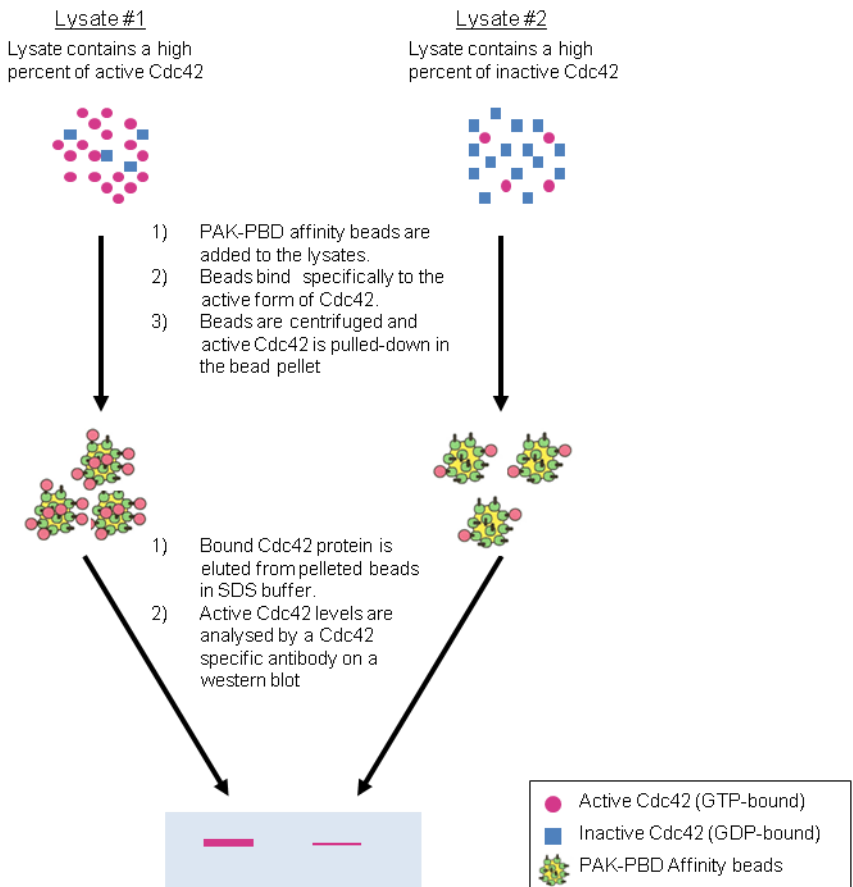 Lysate #1
Lysate contains a high
percent of active Cdc42
Lysate #2
Lysate contains a high
percent of inactive Cdc42
1) PAK-PBD affinity beads are
added to the lysates.
2) Beads bind specifically to the
active form of Cdc42.
3) Beads are centrifuged and
active Cdc42 is pulled-down in
the bead pellet
1) Bound Cdc42 protein is
eluted from pelleted beads
in SDS buffer.
2) Active Cdc42 levels are
analysed by a Cdc42
specific antibody on a
western blot
Active Cdc42 (GTP-bound)
Inactive Cdc42 (GDP-bound)
PAK-PBD Affinity beads